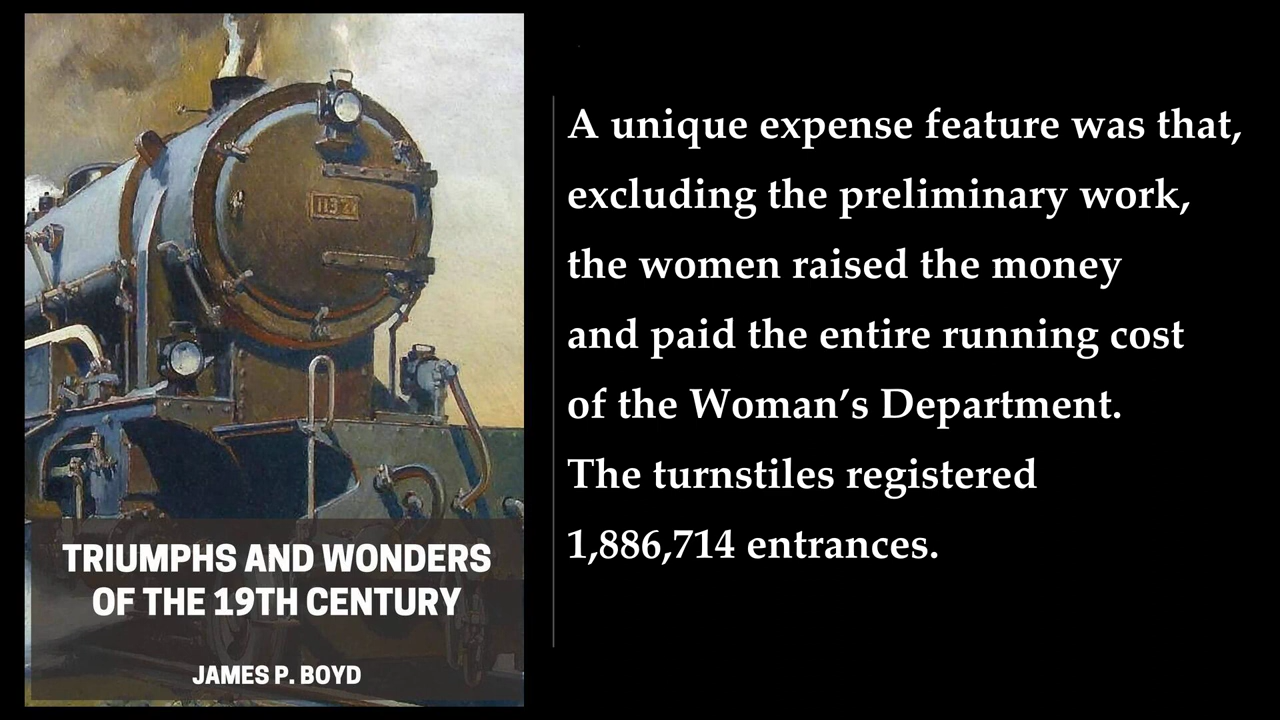 1132
TRIUMPHS AND WONDERS
OF THE 19TH CENTURY
JAMES P. BOYD
A unique expense feature was that,
excluding the preliminary work,
the women raised the money
and paid the entire running cost
of the Woman’s Department.
The turnstiles registered
1,886,714 entrances.